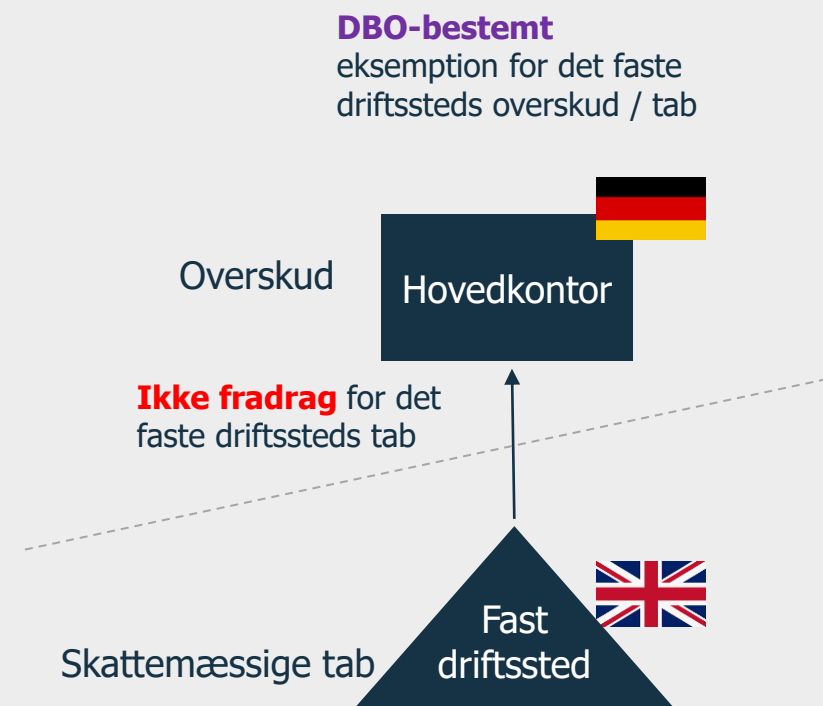 DBO-bestemt
eksemption for det faste
driftssteds overskud / tab
Overskud
Hovedkontor
Ikke fradrag for det
faste driftssteds tab
Fast
driftssted
Skattemæssige tab